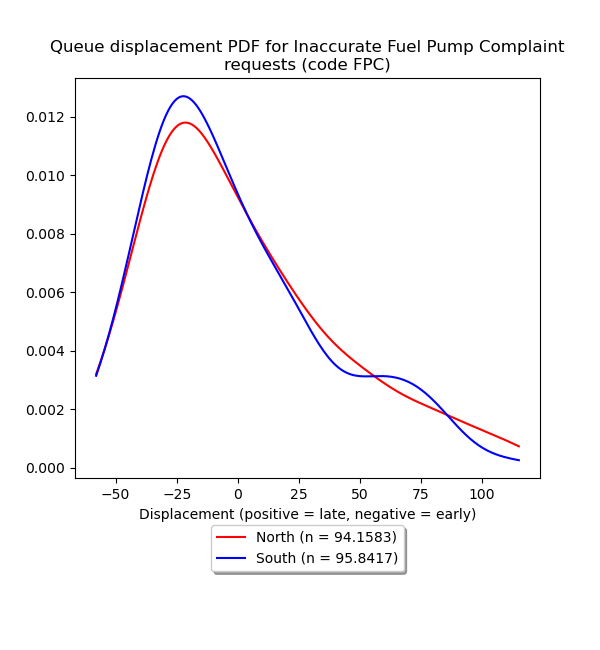 Queue displacement PDF for Inaccurate Fuel Pump Complaint
requests (code FPC)
0.012
0.010
0.008
0.006
0.004
0.002
0.000
−50
−25
0
25
50
75
100
Displacement (positive = late, negative = early)
North (n = 94.1583)
South (n = 95.8417)